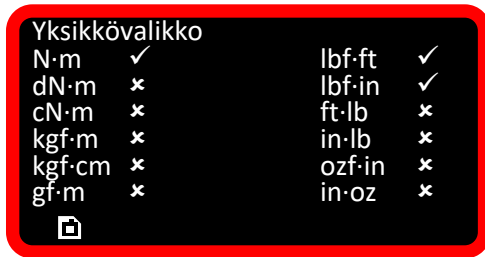 Yksikkövalikko
N·m ✓ lbf·ft ✓
dN·m × lbf·in ✓
cN·m × ft·lb ×
kgf·m × in·lb ×
kgf·cm × ozf·in ×
gf·m × in·oz ×